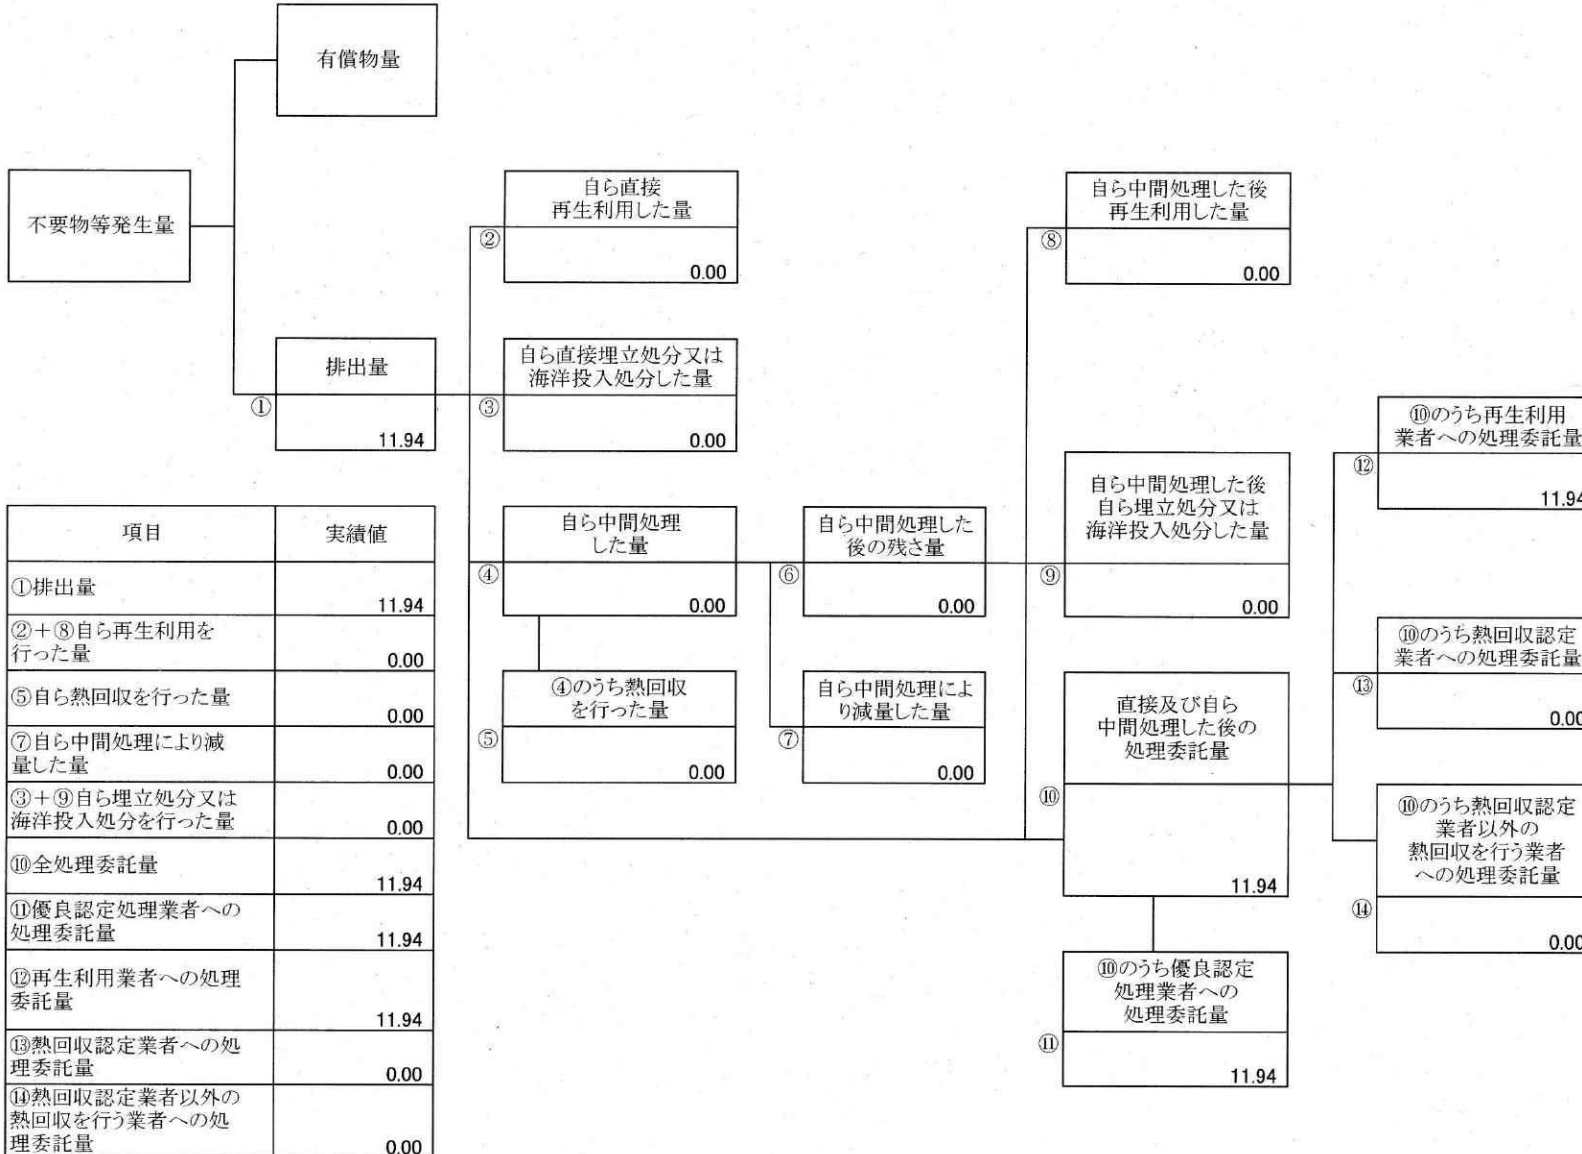 有償物量
不要物等発生量
自ら直接
再生利用した量
②
0.00
自ら中間処理した後
再生利用した量
⑧
0.00
排出量
①
11.94
自ら直接埋立処分又は
海洋投入処分した量
③
0.00
自ら中間処理
した量
④
0.00
自ら中間処理した
後の残さ量
⑥
0.00
自ら中間処理した後
自ら埋立処分又は
海洋投入処分した量
⑨
0.00
⑩のうち再生利用
業者への処理委託量
⑫
11.94
④のうち熱回収
を行った量
⑤
0.00
自ら中間処理によ
り減量した量
⑦
0.00
直接及び自ら
中間処理した後の
処理委託量
⑩
11.94
⑩のうち熱回収認定
業者への処理委託量
⑬
0.00
⑩のうち熱回収認定
業者以外の
熱回収を行う業者
への処理委託量
⑭
0.00
⑩のうち優良認定
処理業者への
処理委託量
⑪
11.94
項目 実績値
①排出量
11.94
②+⑧自ら再生利用を
行った量
0.00
⑤自ら熱回収を行った量
0.00
⑦自ら中間処理により減
量した量
0.00
③+⑨自ら埋立処分又は
海洋投入処分を行った量
0.00
⑩全処理委託量
11.94
⑪優良認定処理業者への
処理委託量
11.94
⑫再生利用業者への処理
委託量
11.94
⑬熱回収認定業者への処
理委託量
0.00
⑭熱回収認定業者以外の
熱回収を行う業者への処
理委託量
0.00